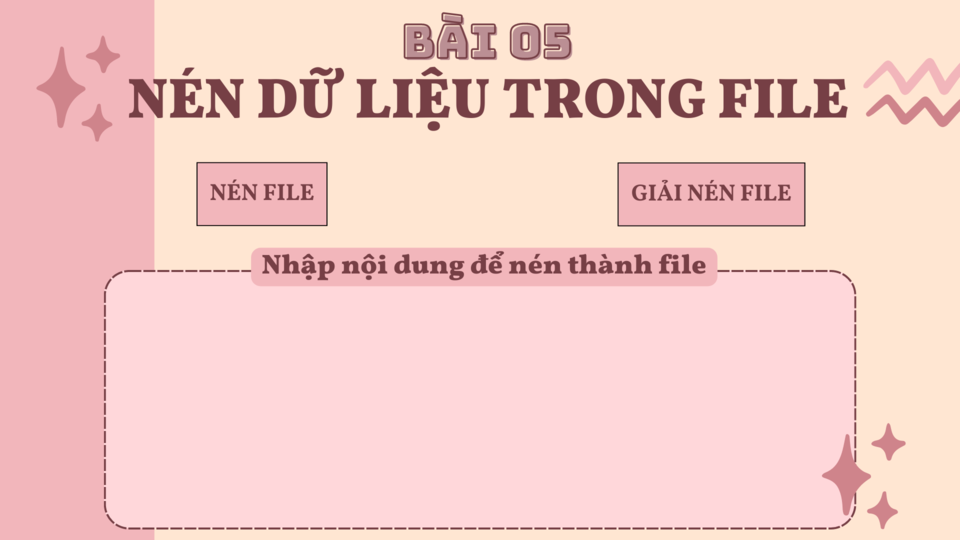 BÀI 05
NÉN DỮ LIỆU TRONG FILE
NÉN FILE
GIẢI NÉN FILE
Nhập nội dung để nén thành file